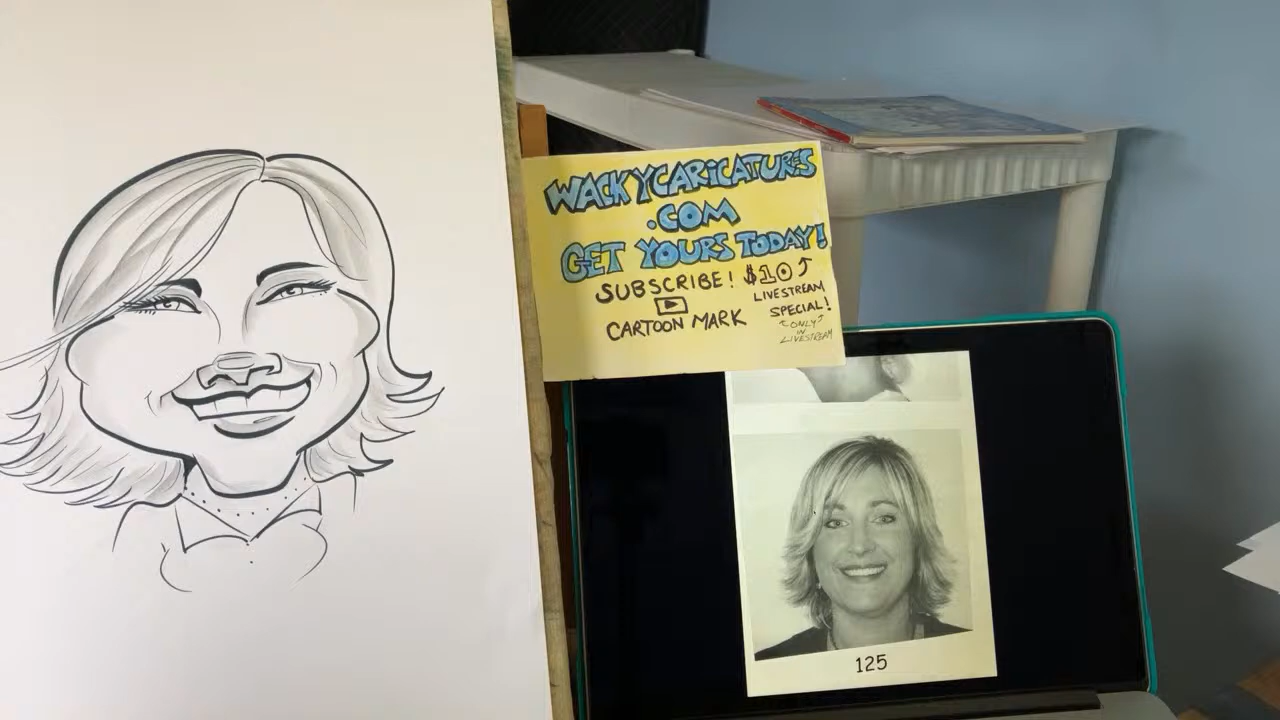 WACKYCARICATURES
.COM
GET YOURS TODAY!
SUBSCRIBE! $10
CARTOON MARK
LIVESTREAM
SPECIAL!
ONLY
IN
LIVESTREAM
125